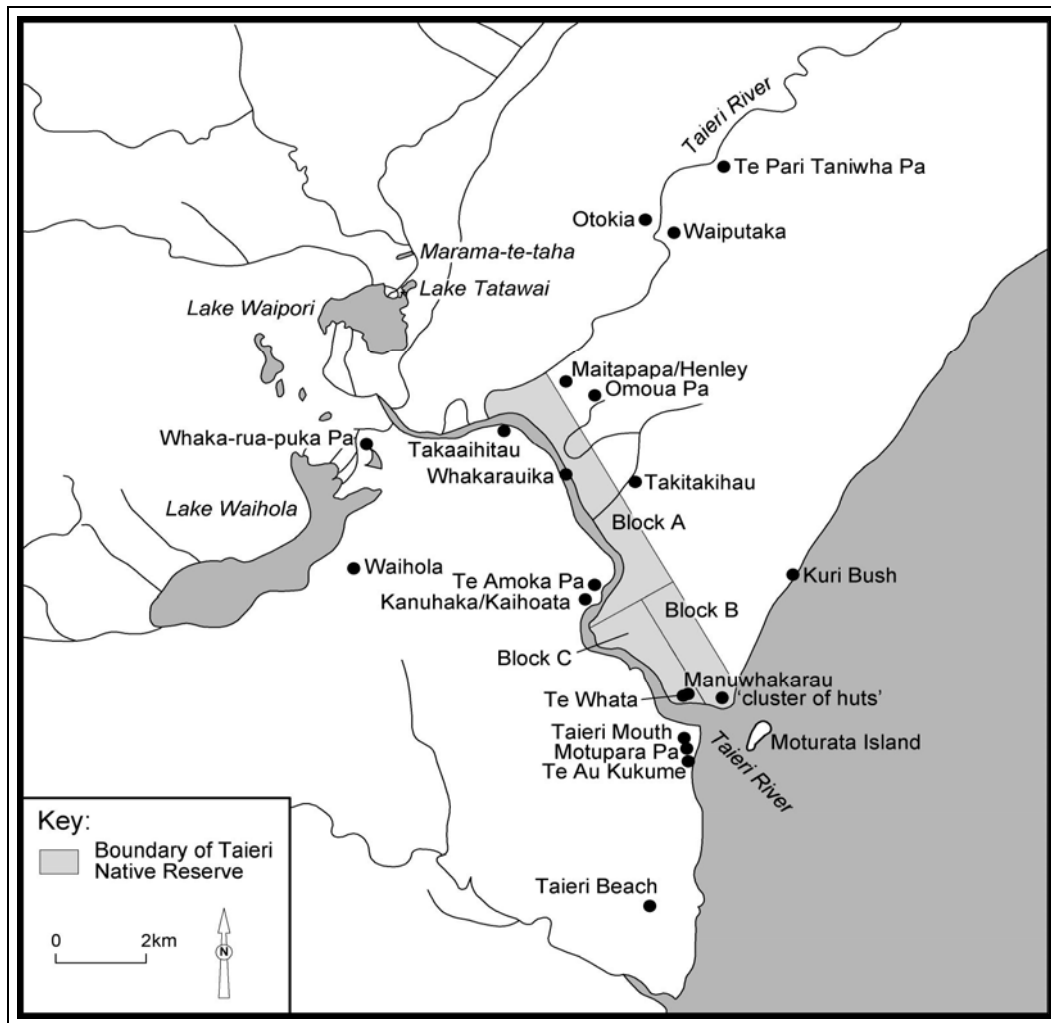 Taieri River
Te Pari Taniwha Pa
Otokia
Waiputaka
Marama-te-taha
Lake Tatawai
Lake Waipori
Maitapapa/Henley
Omoua Pa
Whaka-rua-puka Pa
Takaaihitau
Whakarauika
Takitakihau
Lake Waihola
Block A
Waihola
Te Amoka Pa
Kuri Bush
Kanuhaka/Kaihoata
Block B
Block C
Manuwhakarau
Te Whata
'cluster of huts'
Taieri Mouth
Motupara Pa
Te Au Kukume
Taieri River
Moturata Island
Taieri Beach
Key:
Boundary of Taieri
Native Reserve
0 2km
N